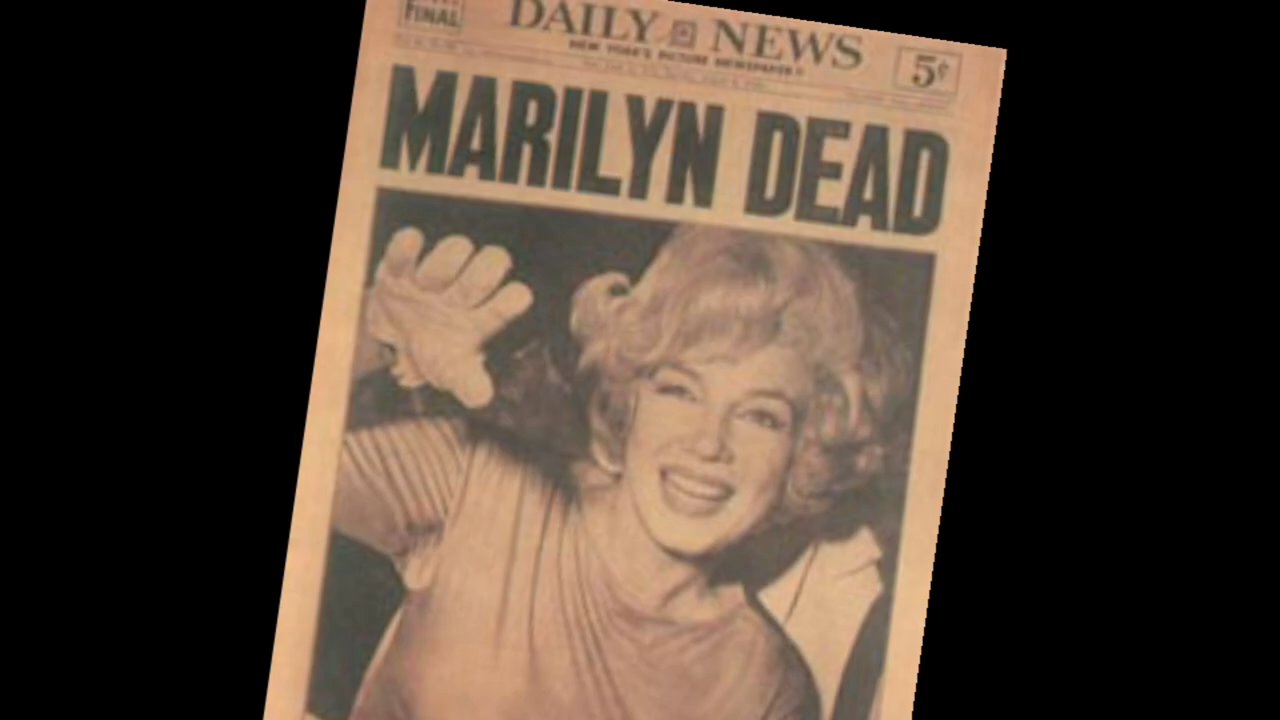 FINAL
DAILY NEWS
NEW YORK'S PICTURE NEWSPAPER
5¢
MARILYN DEAD